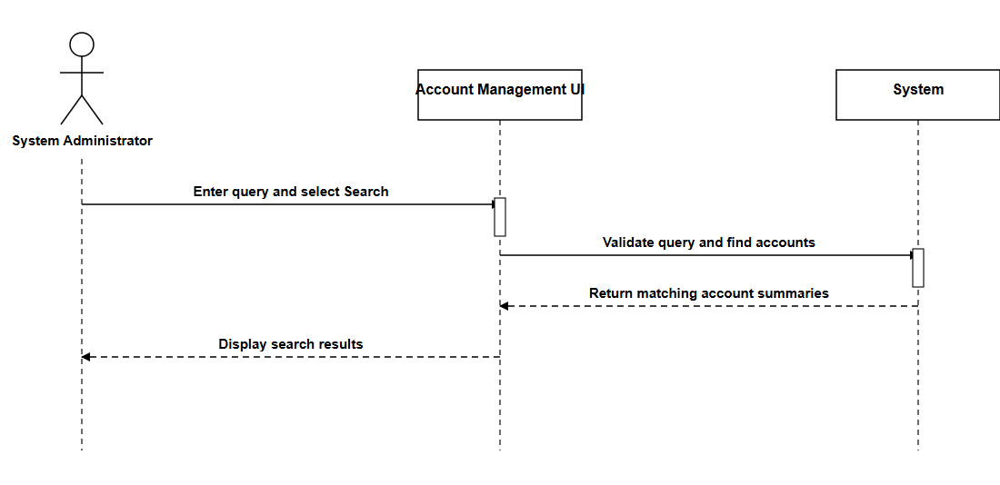 System Administrator
Account Management UI
System
Enter query and select Search
Validate query and find accounts
Return matching account summaries
Display search results